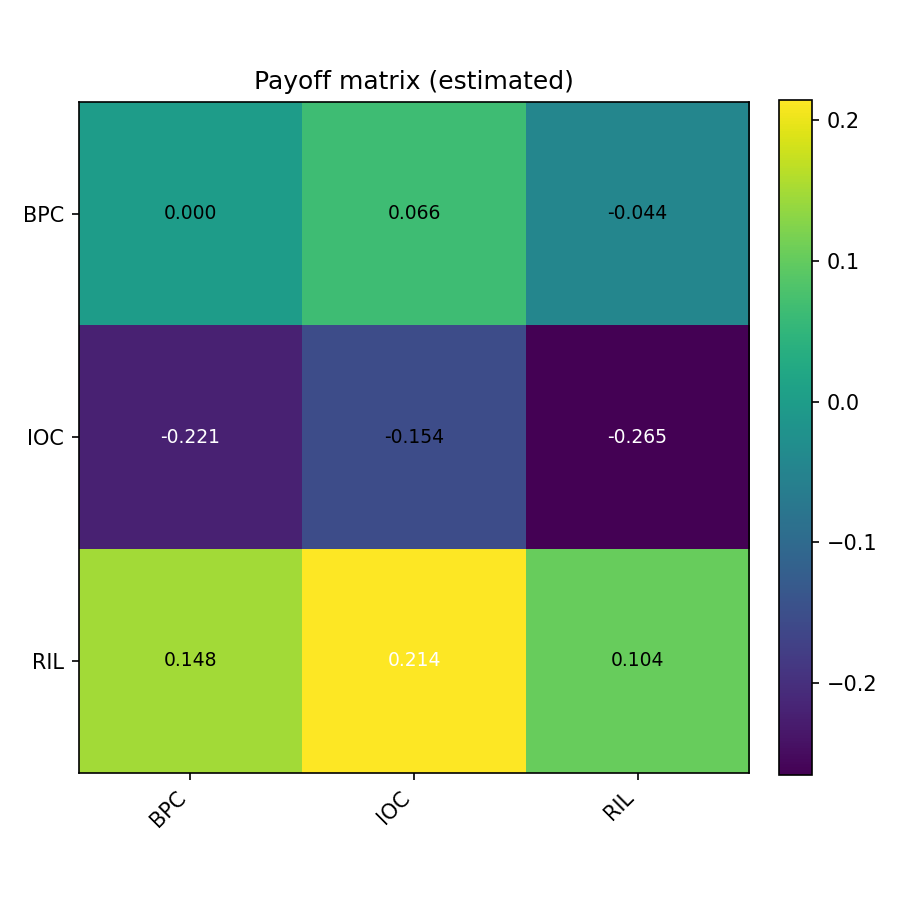 Payoff matrix (estimated)
BPC 0.000 0.066 -0.044
IOC -0.221 -0.154 -0.265
RIL 0.148 0.214 0.104
BPC IOC RIL
0.2
0.1
0.0
−0.1
−0.2